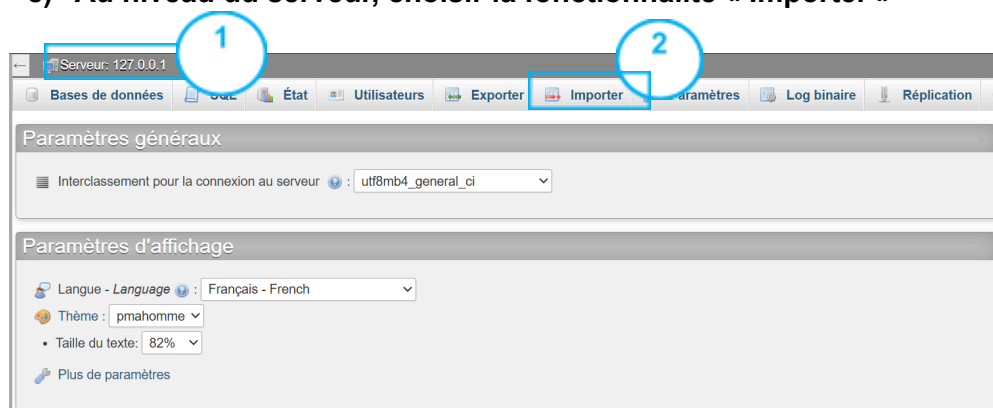 Au niveau du serveur, choisir la fonctionnalité « Importer »
1
2
← Serveur: 127.0.0.1
Bases de données SQL État Utilisateurs Exporter Importer Paramètres Log binaire Réplication
Paramètres généraux
Interclassement pour la connexion au serveur : utf8mb4_general_ci
Paramètres d'affichage
Langue - Language : Français - French
Thème : pmahomme
• Taille du texte: 82%
Plus de paramètres